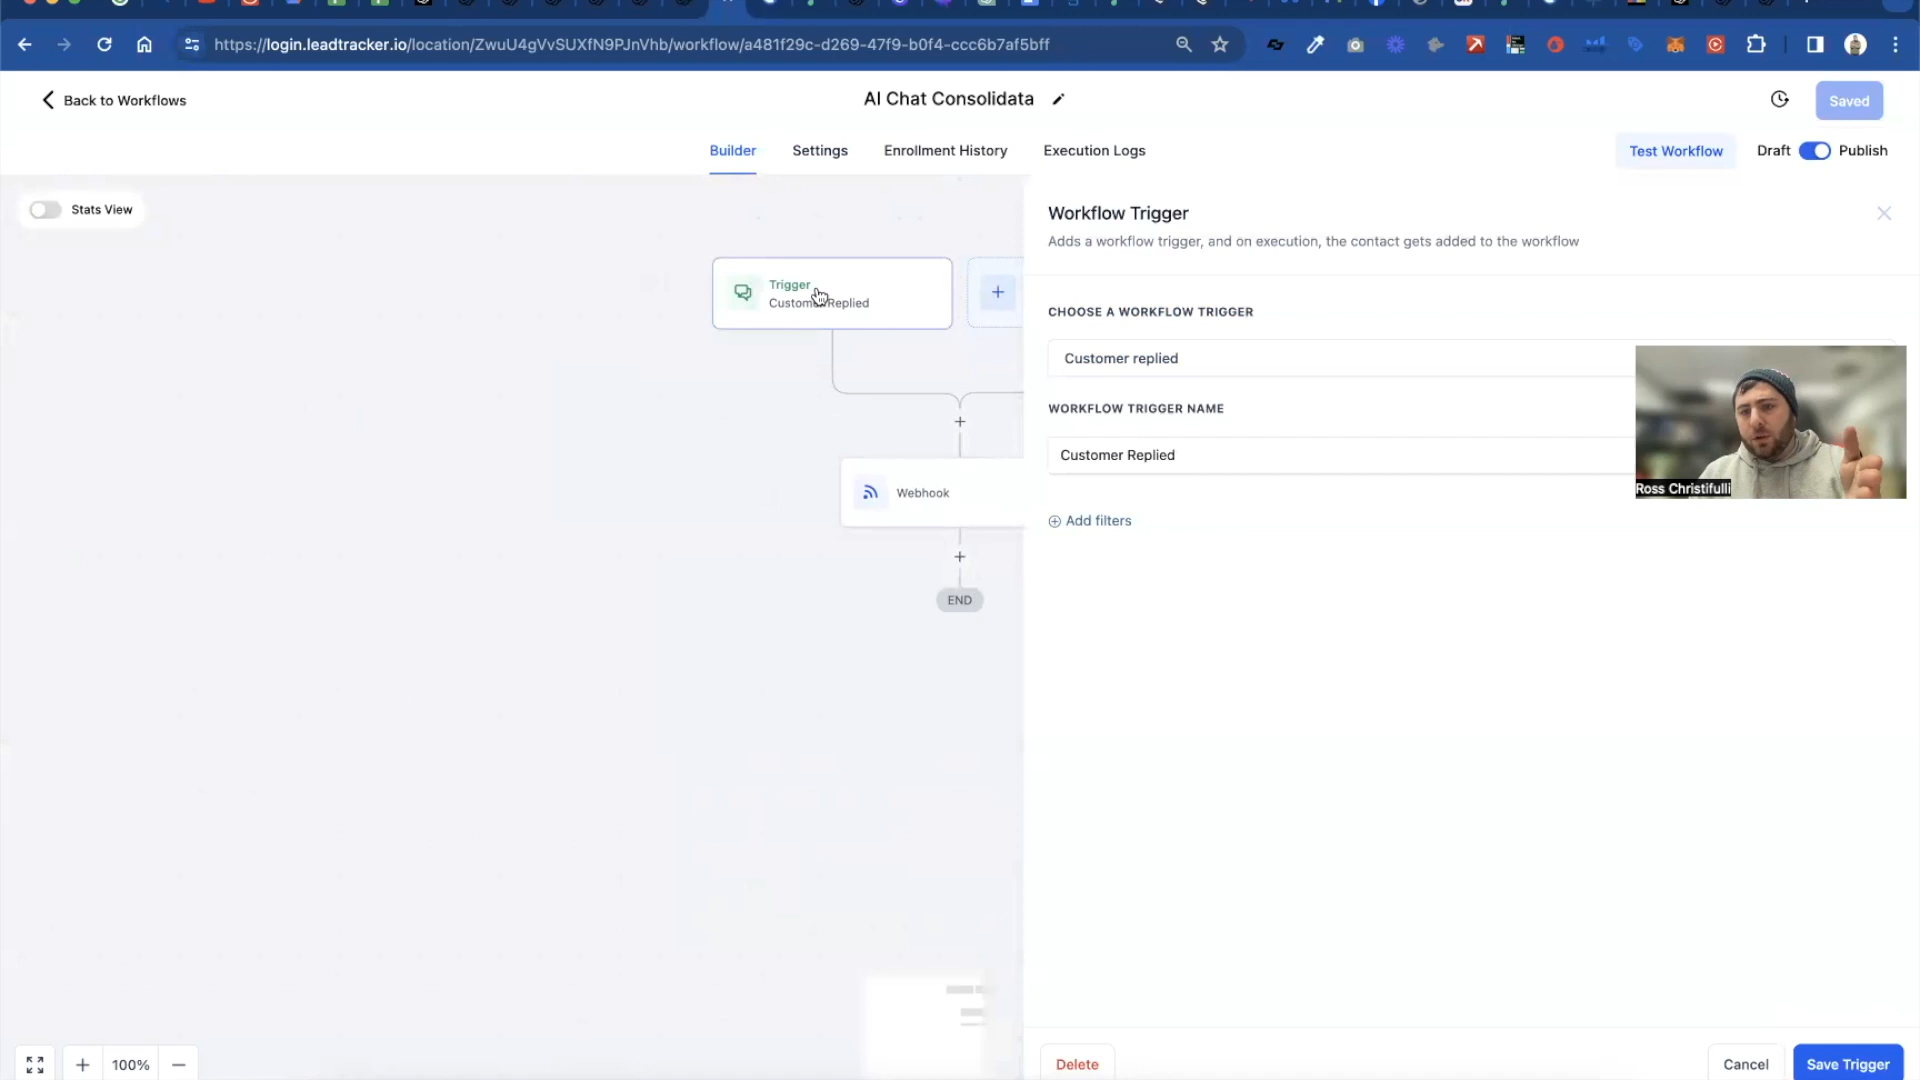 https://login.leadtracker.io/location/ZwuU4gVvSUXfN9PJnVhb/workflow/a481f29c-d269-47f9-b0f4-ccc6b7af5bff
Back to Workflows
AI Chat Consolidata
Saved
Builder
Settings
Enrollment History
Execution Logs
Test Workflow
Draft
Publish
Stats View
Workflow Trigger
Adds a workflow trigger, and on execution, the contact gets added to the workflow
Trigger
Customer Replied
CHOOSE A WORKFLOW TRIGGER
Customer replied
WORKFLOW TRIGGER NAME
Customer Replied
Ross Christifulli
Webhook
Add filters
END
100%
Delete
Cancel
Save Trigger